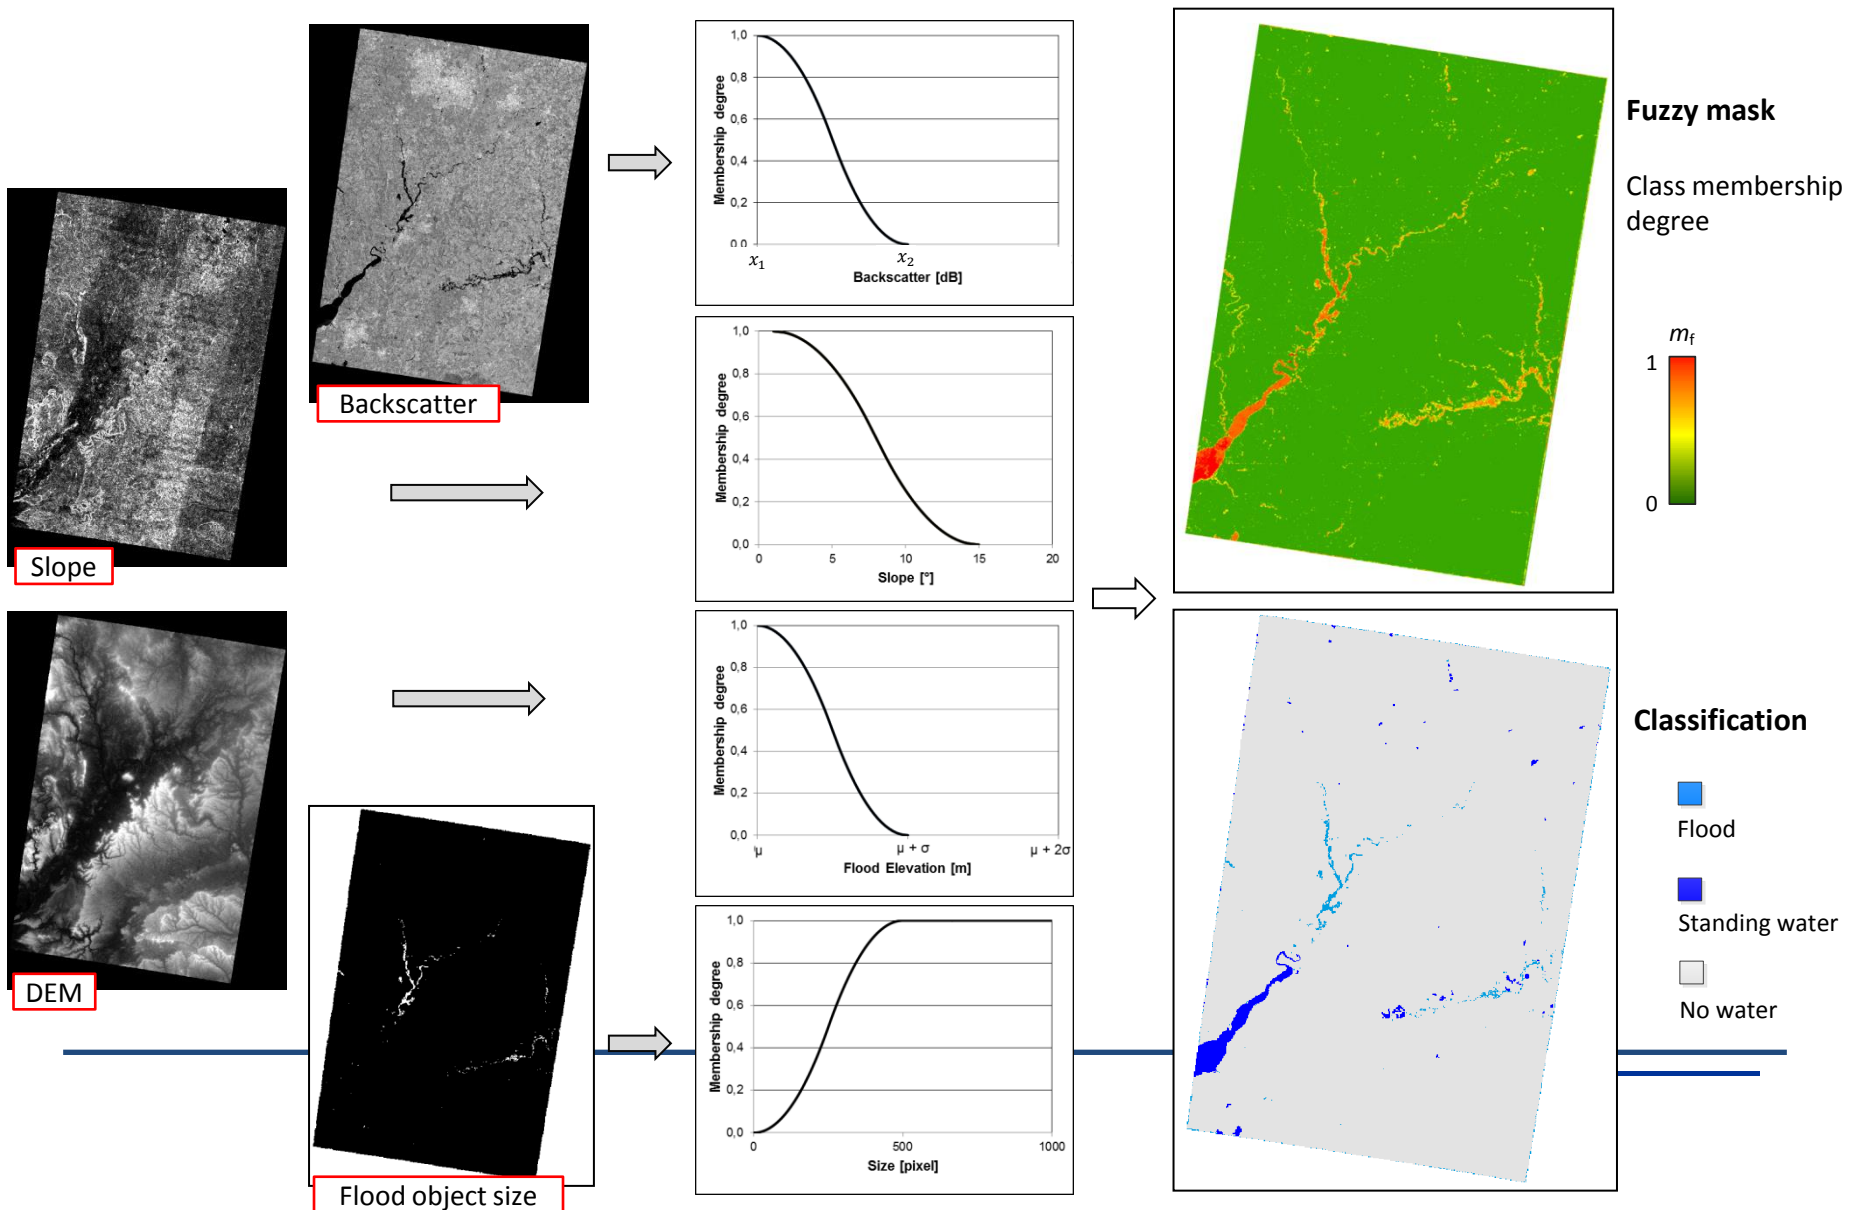 Slope
Backscatter
DEM
Flood object size
Membership degree
1,0
0,8
0,6
0,4
0,2
0,0
x1
x2
Backscatter [dB]
Membership degree
1,0
0,8
0,6
0,4
0,2
0,0
0
5
10
15
20
Slope [°]
Membership degree
1,0
0,8
0,6
0,4
0,2
0,0
μ
μ + σ
μ + 2σ
Flood Elevation [m]
Membership degree
1,0
0,8
0,6
0,4
0,2
0,0
0
500
1000
Size [pixel]
Fuzzy mask
Class membership
degree
mf
1
0
Classification
Flood
Standing water
No water